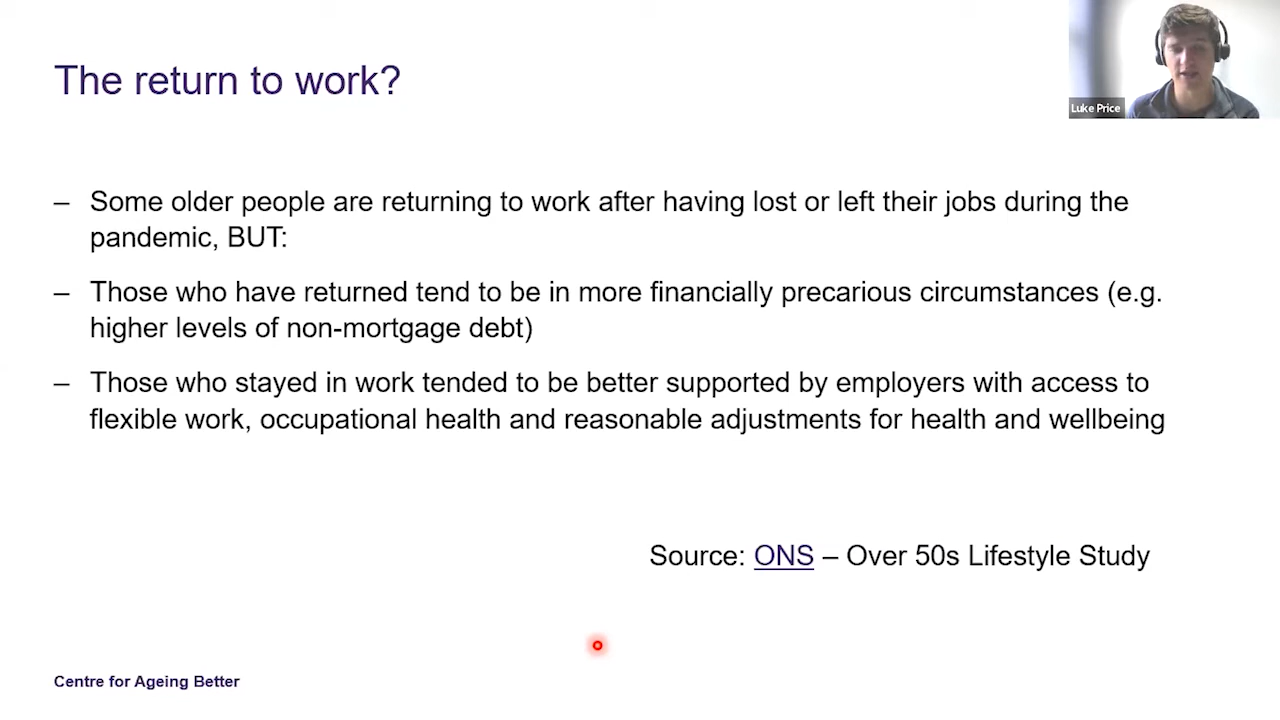 The return to work?
Luke Price
– Some older people are returning to work after having lost or left their jobs during the
pandemic, BUT:
– Those who have returned tend to be in more financially precarious circumstances (e.g.
higher levels of non-mortgage debt)
– Those who stayed in work tended to be better supported by employers with access to
flexible work, occupational health and reasonable adjustments for health and wellbeing
Source: ONS – Over 50s Lifestyle Study
Centre for Ageing Better